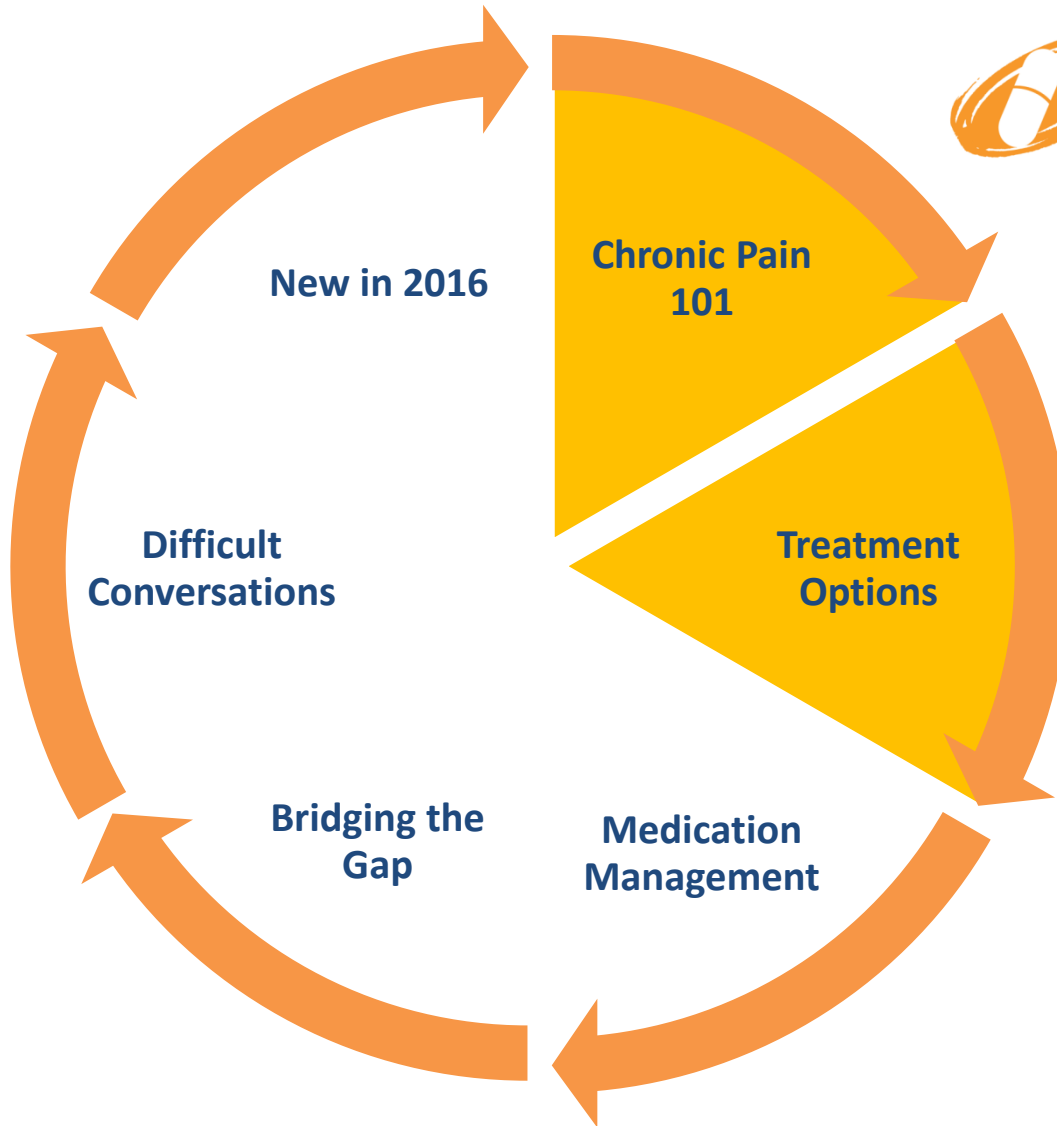 Chronic Pain
101
Treatment
Options
Medication
Management
Bridging the
Gap
Difficult
Conversations
New in 2016